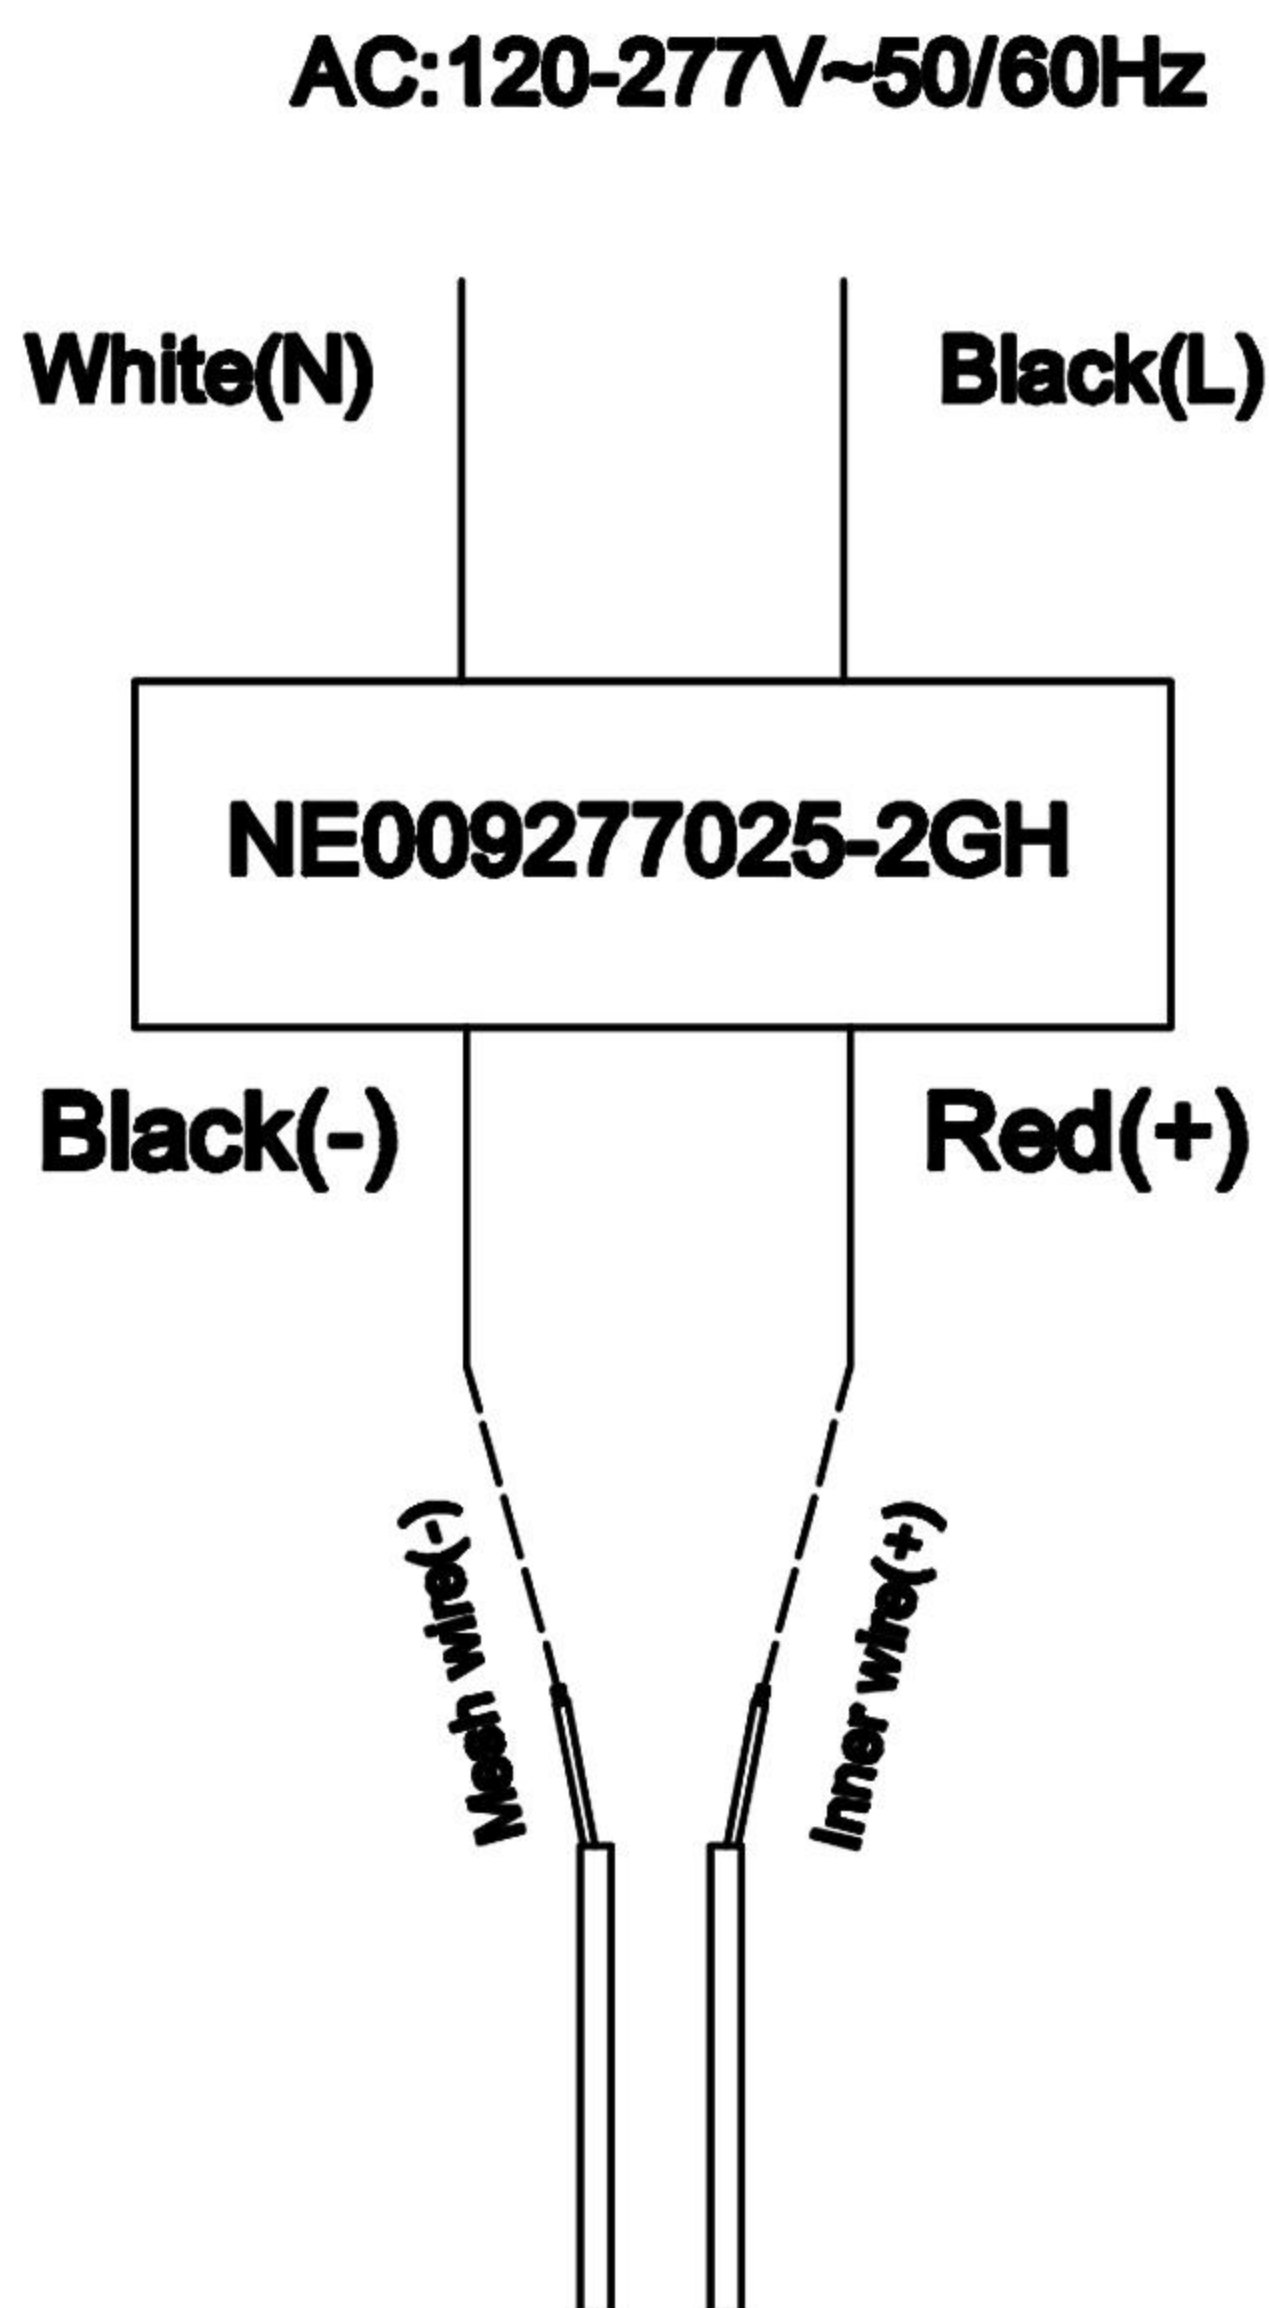 AC:120-277V~50/60Hz
White(N)
Black(L)
NE009277025-2GH
Black(-)
Red(+)
Mesh wire(-)
Inner wire(+)